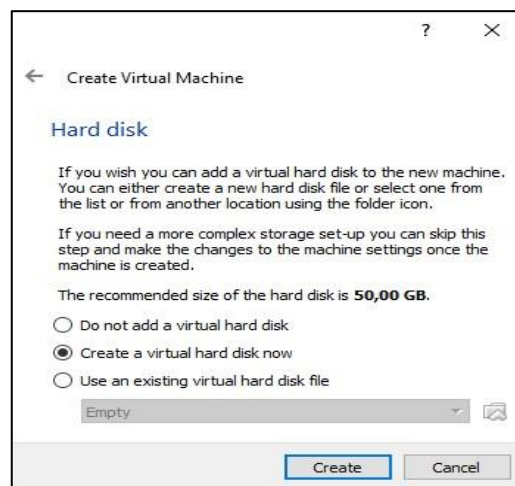 ?
Create Virtual Machine
Hard disk
If you wish you can add a virtual hard disk to the new machine.
You can either create a new hard disk file or select one from
the list or from another location using the folder icon.
If you need a more complex storage set-up you can skip this
step and make the changes to the machine settings once the
machine is created.
The recommended size of the hard disk is 50,00 GB.
Do not add a virtual hard disk
Create a virtual hard disk now
Use an existing virtual hard disk file
Empty
Create Cancel